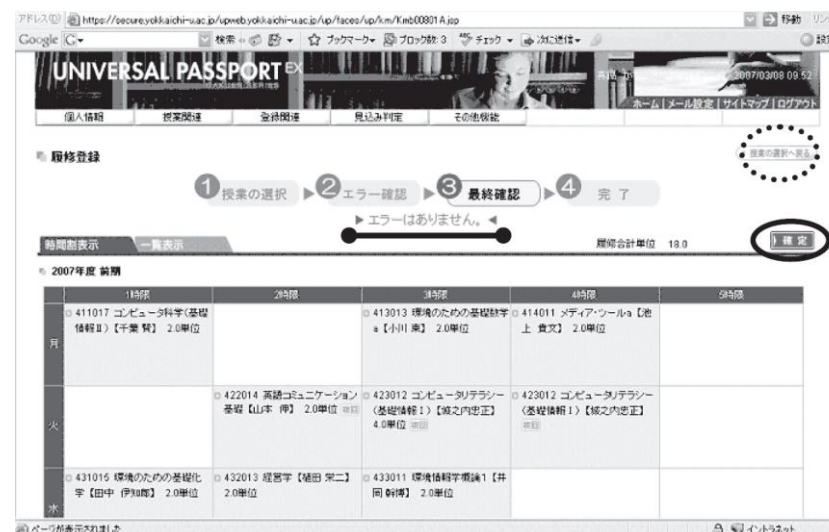 アドレス(D) https://secure.yokkaichi-u.ac.jp/upweb.yokkaichi-u.ac.jp/up/faces/up/km/Kmb00801A.jsp 移動 リンク
Google G- 検索 ブックマーク ブロック数: 3 チェック 次に送信 設定
UNIVERSAL PASSPORT EX
2007/03/08 09:52
ホーム | メール設定 | サイトマップ | ログアウト
個人情報 授業関連 登録関連 見込み判定 その他機能
履修登録
授業の選択へ戻る
1 授業の選択 ▶ 2 エラー確認 ▶ 3 最終確認 ▶ 4 完了
▶ エラーはありません。 ◀
時間割表示 一覧表示 履修合計単位 18.0 確定
2007年度 前期
1時限 2時限 3時限 4時限 5時限
月
411017 コンピュータ科学(基礎
情報Ⅱ)【千葉 賢】 2.0単位
413013 環境のための基礎数学
a【小川 束】 2.0単位
414011 メディア・ツールa【池
上 貴文】 2.0単位
火
422014 英語コミュニケーション
基礎【山本 伸】 2.0単位
423012 コンピュータリテラシー
(基礎情報Ⅰ)【城之内忠正】
4.0単位
423012 コンピュータリテラシー
(基礎情報Ⅰ)【城之内忠正】
水
431016 環境のための基礎化
学【田中 伊知郎】 2.0単位
432013 経営学【植田 栄二】
2.0単位
433011 環境情報学概論1【井
岡 幹博】 2.0単位
ページが表示されました イントラネット